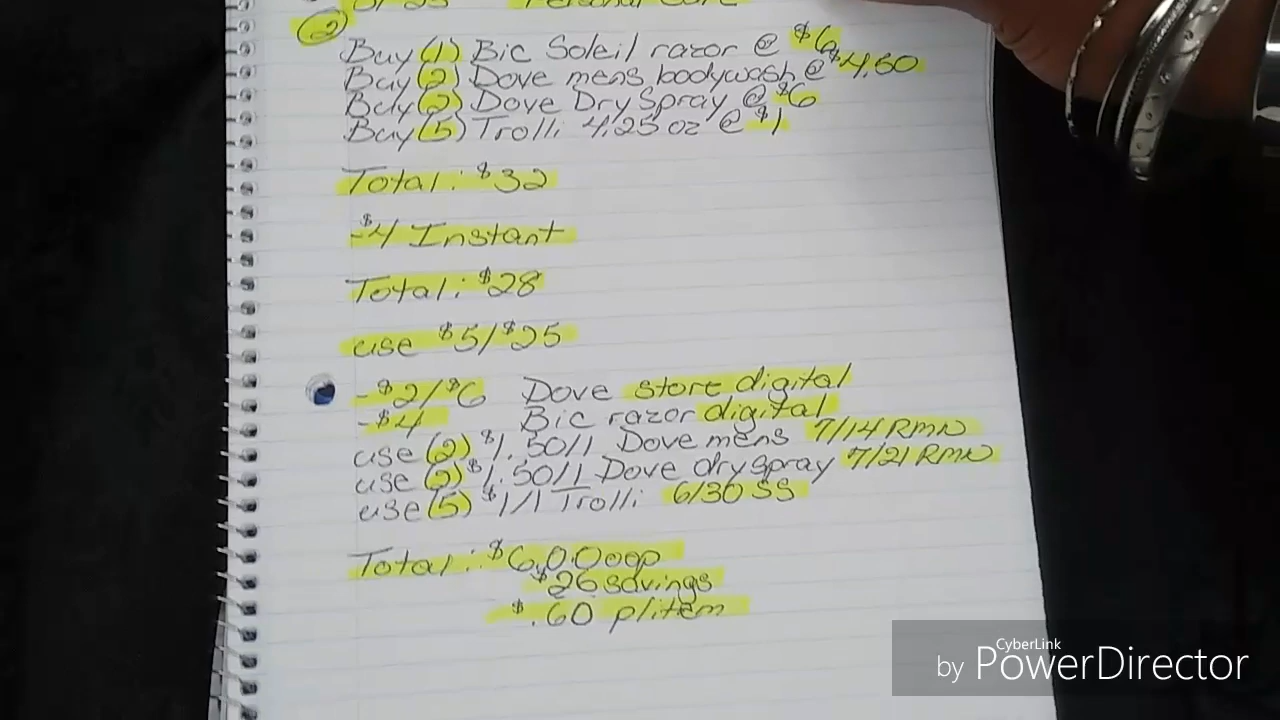 2
Buy (1) Bic Soleil razor @ $6
Buy (2) Dove mens bodywash @ $4.50
Buy (2) Dove Dry Spray @ $6
Buy (5) Trolli 4.25 oz @ $1
Total: $32
-$4 Instant
Total: $28
use $5/$25
-$2/$6 Dove store digital
-$4 Bic razor digital
use (2) $1.50/1 Dove mens 7/14 RMN
use (2) $1.50/1 Dove dry spray 7/21 RMN
use (5) $1/1 Trolli 6/30 SS
Total: $6.00 oop
$26 savings
$.60 p/item
CyberLink
by PowerDirector